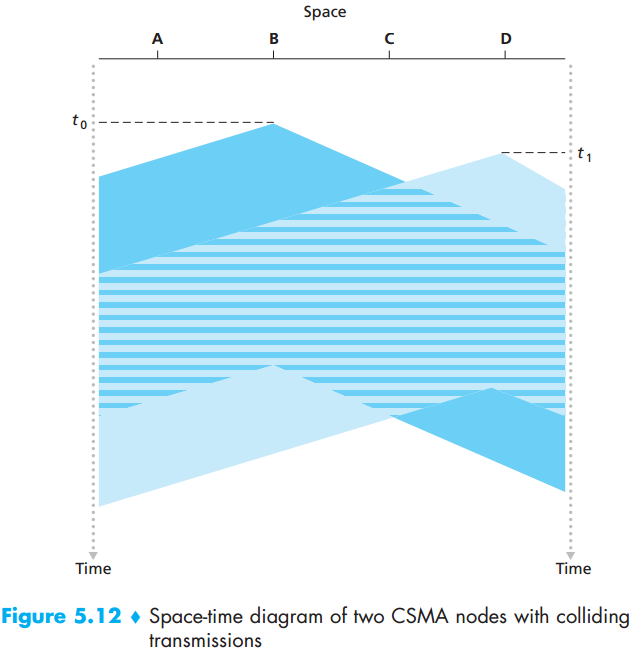 Space
A B C D
t0
t1
Time Time
Figure 5.12 ♦ Space-time diagram of two CSMA nodes with colliding
transmissions